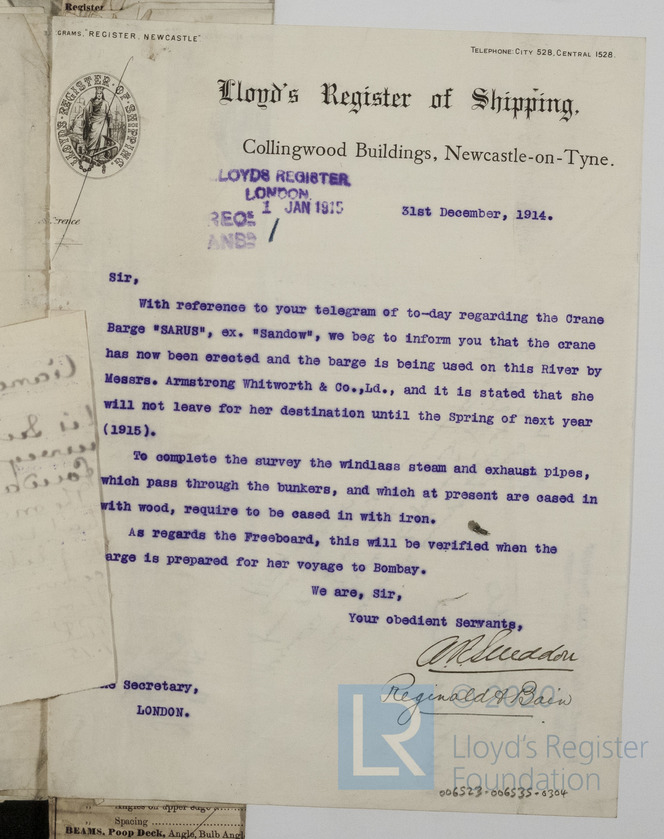 Register
GRAMS, "REGISTER, NEWCASTLE"
TELEPHONE: CITY 528, CENTRAL 1528.
LLOYD'S REGISTER OF SHIPPING
Lloyd's Register of Shipping,
Collingwood Buildings, Newcastle-on-Tyne.
LLOYDS REGISTER
LONDON.
1 JAN 1915
REQS
ANSD
31st December, 1914.
Sir,
With reference to your telegram of to-day regarding the Crane
Barge "SARUS", ex. "Sandow", we beg to inform you that the crane
has now been erected and the barge is being used on this River by
Messrs. Armstrong Whitworth & Co.,Ld., and it is stated that she
will not leave for her destination until the Spring of next year
(1915).
To complete the survey the windlass steam and exhaust pipes,
which pass through the bunkers, and which at present are cased in
with wood, require to be cased in with iron.
As regards the Freeboard, this will be verified when the
arge is prepared for her voyage to Bombay.
We are, Sir,
Your obedient Servants,
Reginald A Bain
Secretary,
LONDON.
© 2020
LR
Lloyd's Register
Foundation
006523-006535-0304
Angles on upper edge
" Spacing
BEAMS, Poop Deck, Angle, Bulb Angl